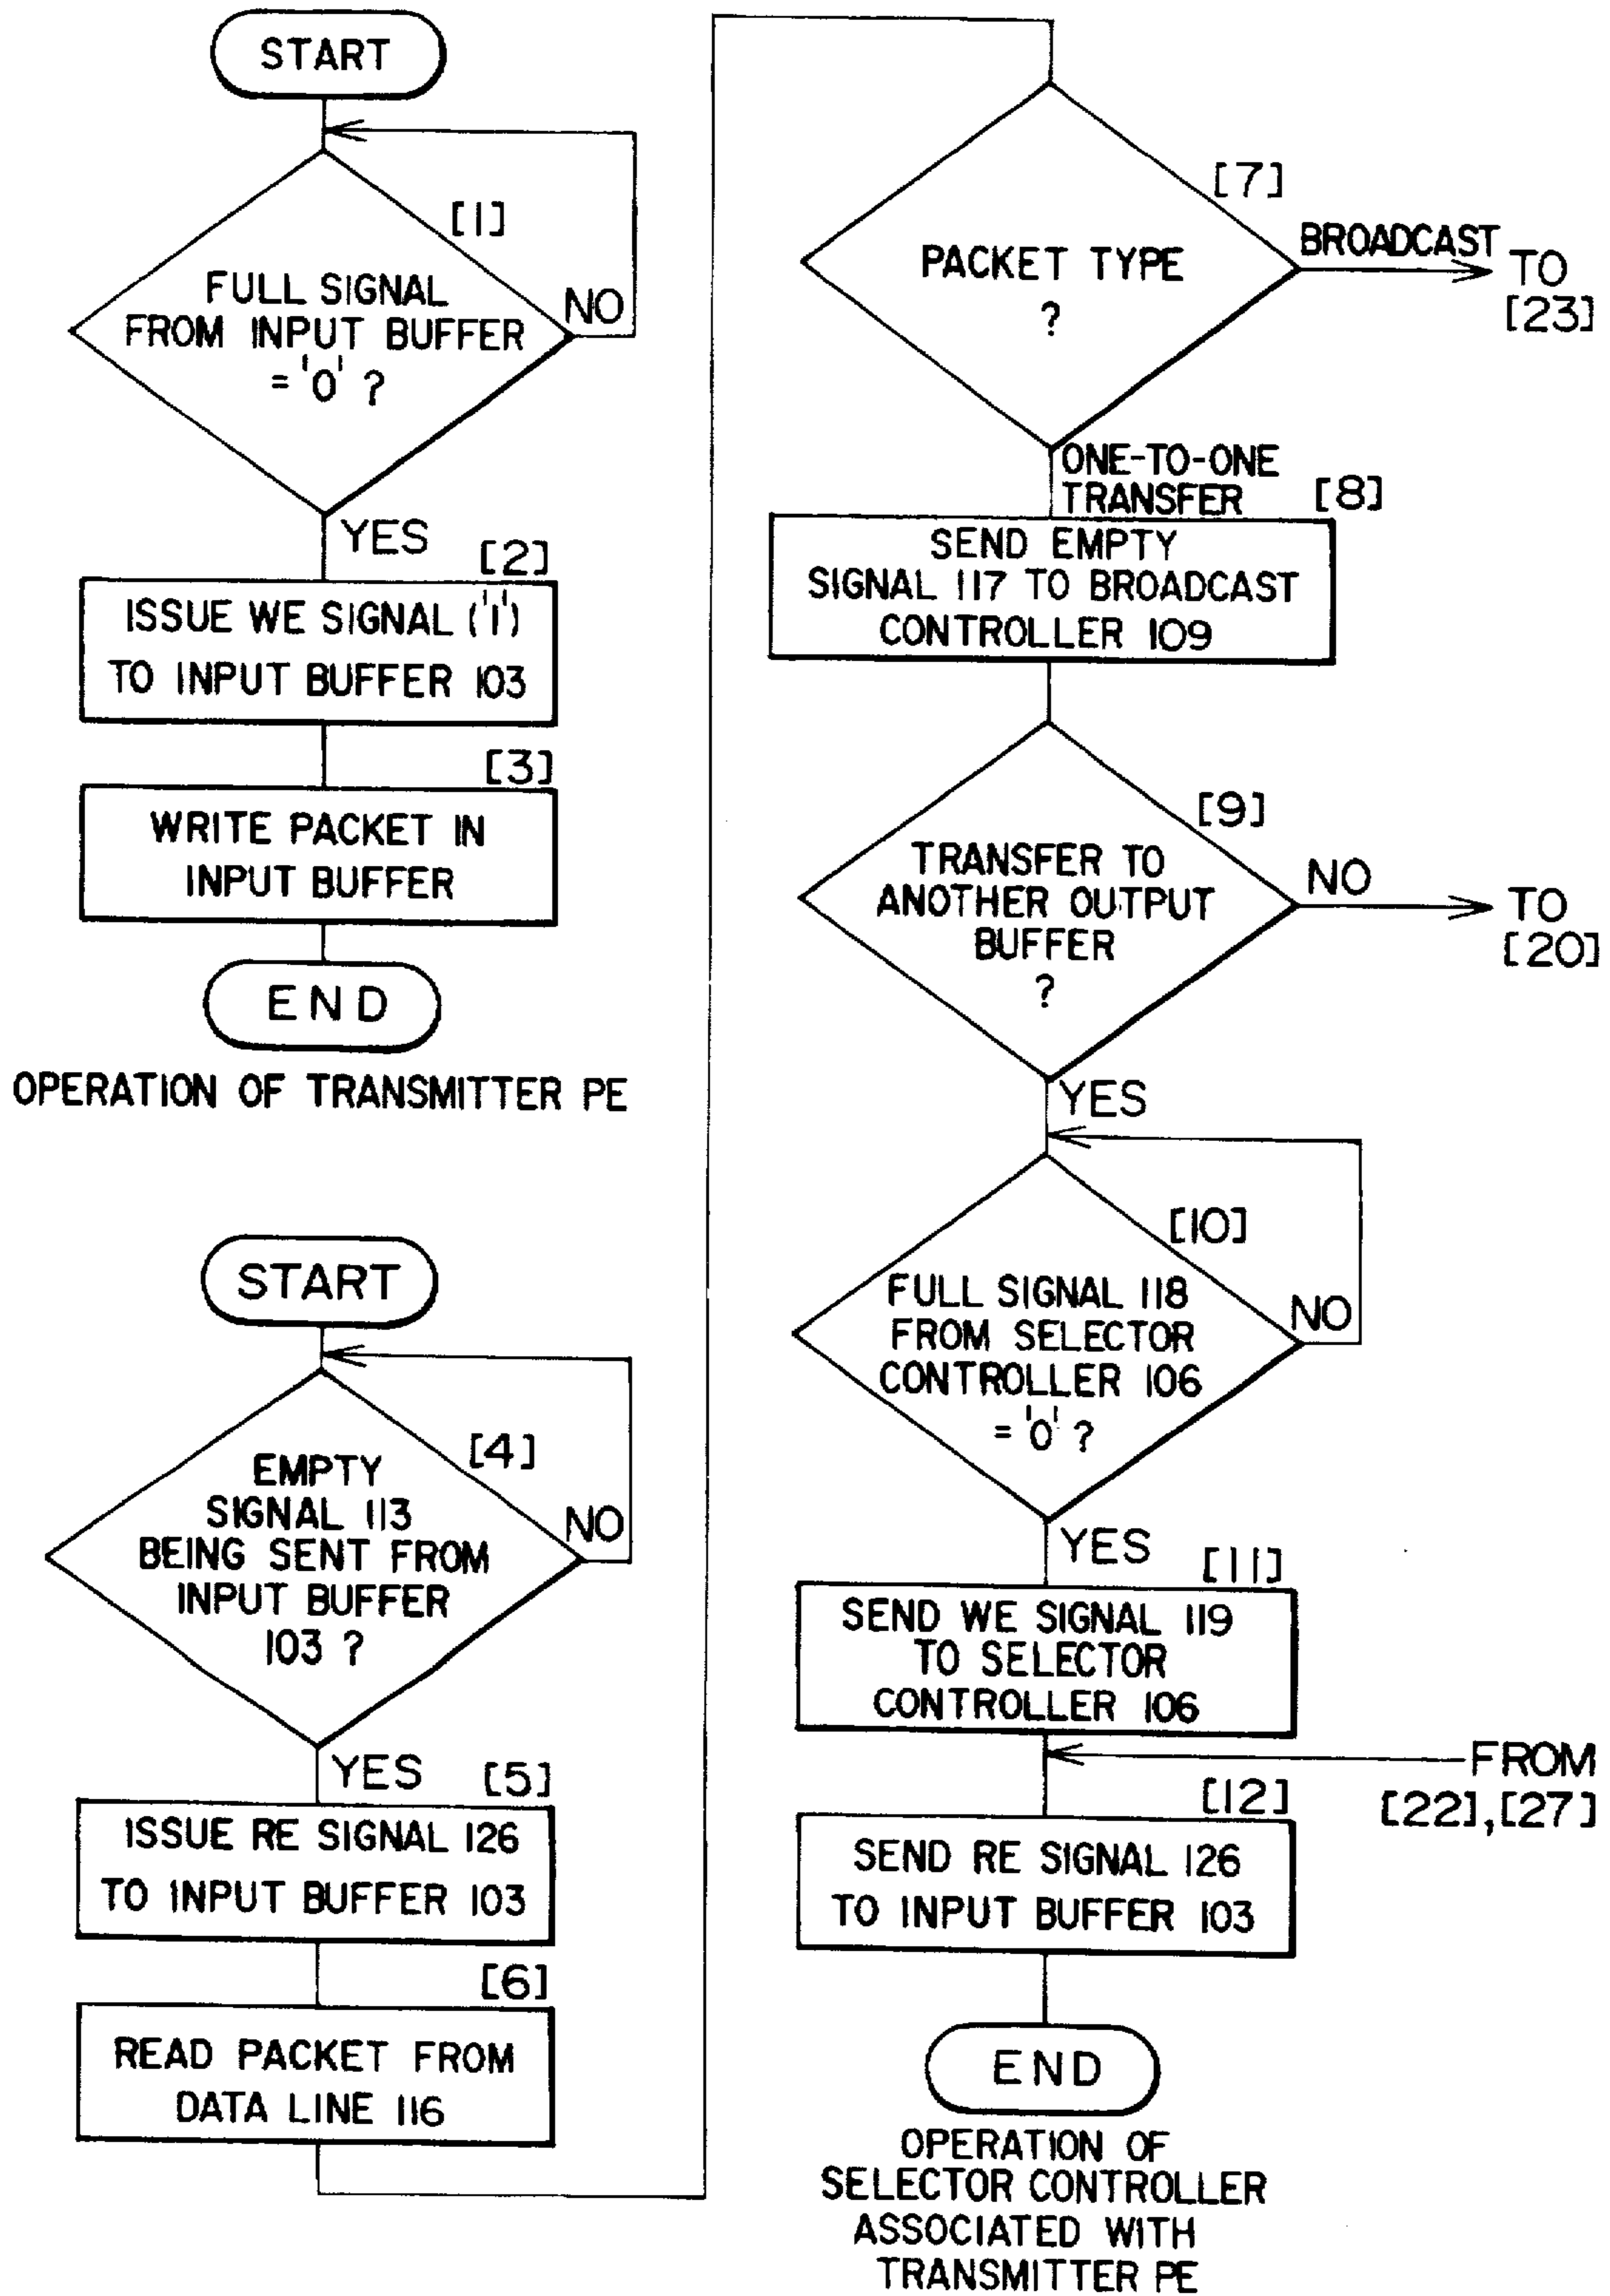 START
[1]
FULL SIGNAL
FROM INPUT BUFFER
= '0' ?
NO
YES
[2]
ISSUE WE SIGNAL ('1')
TO INPUT BUFFER 103
[3]
WRITE PACKET IN
INPUT BUFFER
END
OPERATION OF TRANSMITTER PE
START
[4]
EMPTY
SIGNAL 113
BEING SENT FROM
INPUT BUFFER
103 ?
NO
YES
[5]
ISSUE RE SIGNAL 126
TO INPUT BUFFER 103
[6]
READ PACKET FROM
DATA LINE 116
[7]
PACKET TYPE
?
BROADCAST
TO
[23]
ONE-TO-ONE
TRANSFER
[8]
SEND EMPTY
SIGNAL 117 TO BROADCAST
CONTROLLER 109
[9]
TRANSFER TO
ANOTHER OUTPUT
BUFFER
?
NO
TO
[20]
YES
[10]
FULL SIGNAL 118
FROM SELECTOR
CONTROLLER 106
= '0' ?
NO
YES
[11]
SEND WE SIGNAL 119
TO SELECTOR
CONTROLLER 106
FROM
[22],[27]
[12]
SEND RE SIGNAL 126
TO INPUT BUFFER 103
END
OPERATION OF
SELECTOR CONTROLLER
ASSOCIATED WITH
TRANSMITTER PE